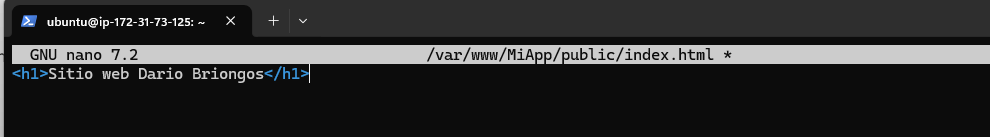 ubuntu@ip-172-31-73-125: ~
GNU nano 7.2 /var/www/MiApp/public/index.html *
<h1>Sitio web Dario Briongos</h1>